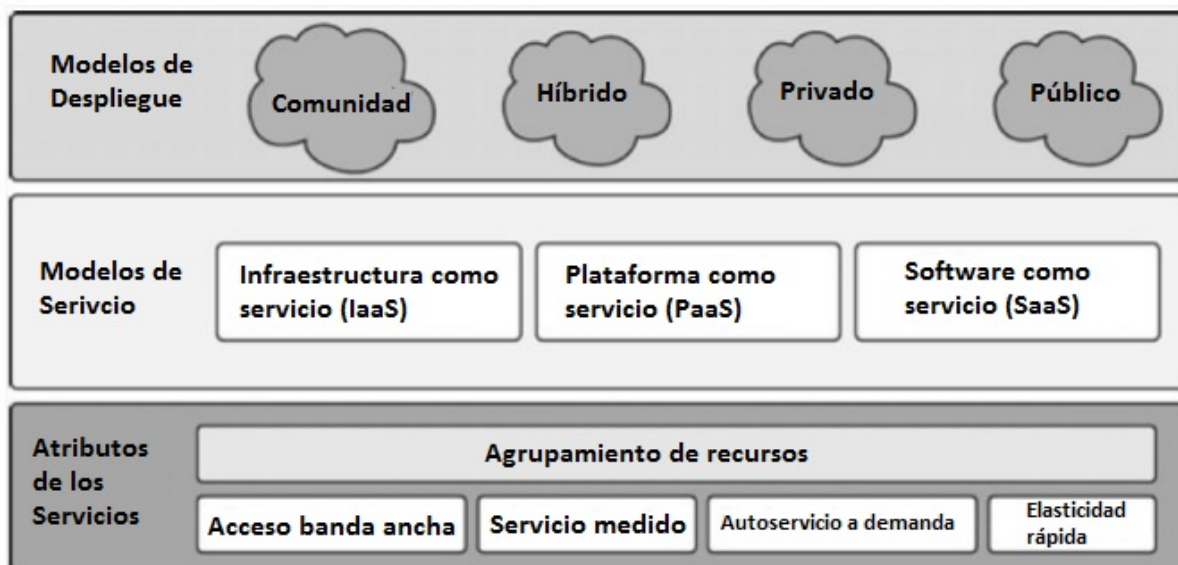 Modelos de
Despliegue
Comunidad
Híbrido
Privado
Público
Modelos de
Serivcio
Infraestructura como
servicio (IaaS)
Plataforma como
servicio (PaaS)
Software como
servicio (SaaS)
Atributos
de los
Servicios
Agrupamiento de recursos
Acceso banda ancha
Servicio medido
Autoservicio a demanda
Elasticidad
rápida